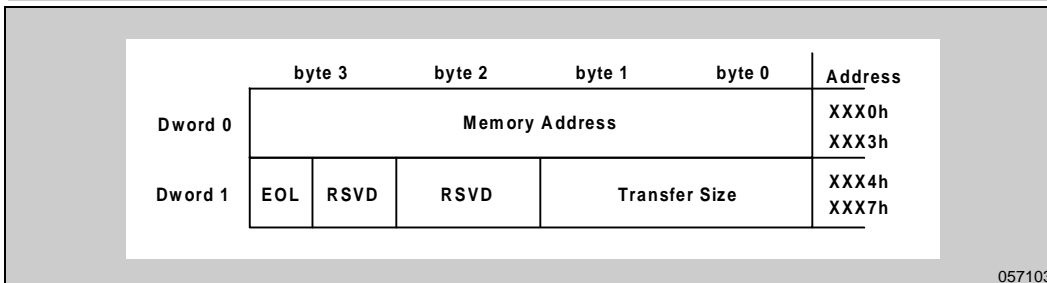 byte 3 byte 2 byte 1 byte 0 Address
Dword 0 Memory Address XXX0h
XXX3h
Dword 1 EOL RSVD RSVD Transfer Size XXX4h
XXX7h
057103